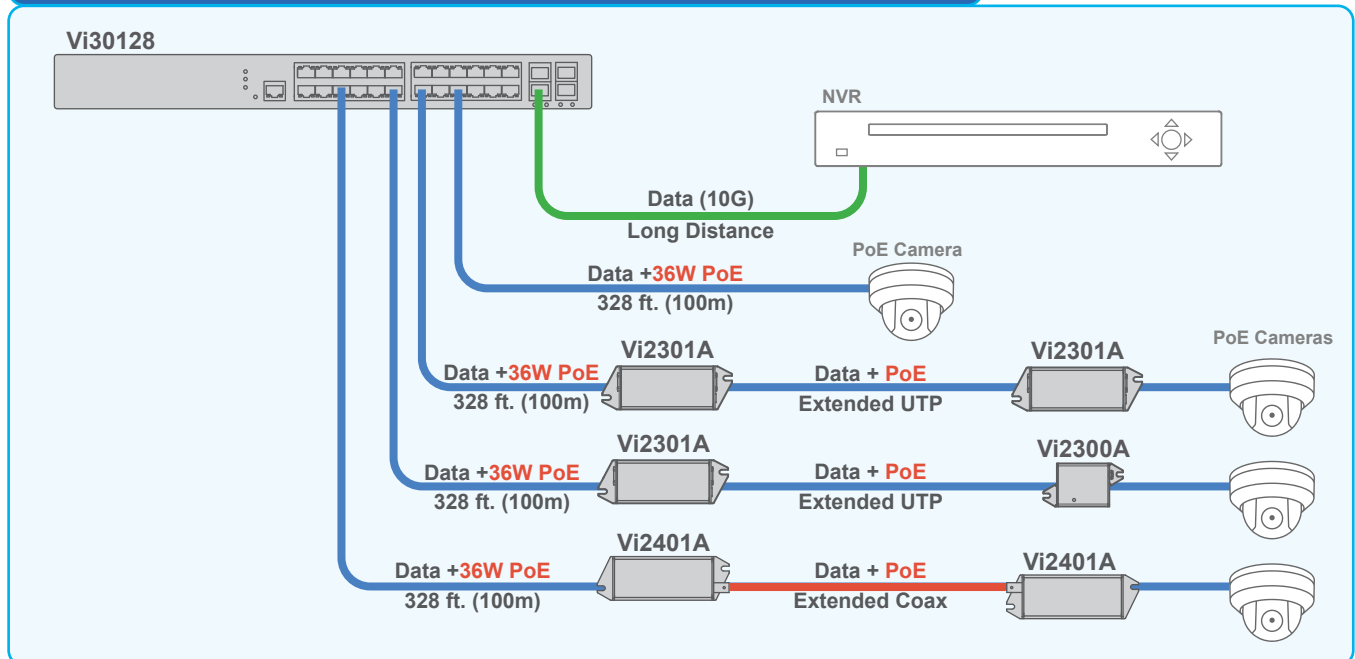 Vi30128
NVR
Data (10G)
Long Distance
PoE Camera
Data +36W PoE
328 ft. (100m)
PoE Cameras
Vi2301A
Vi2301A
Data +36W PoE
328 ft. (100m)
Data + PoE
Extended UTP
Vi2301A
Vi2300A
Data +36W PoE
328 ft. (100m)
Data + PoE
Extended UTP
Vi2401A
Vi2401A
Data +36W PoE
328 ft. (100m)
Data + PoE
Extended Coax